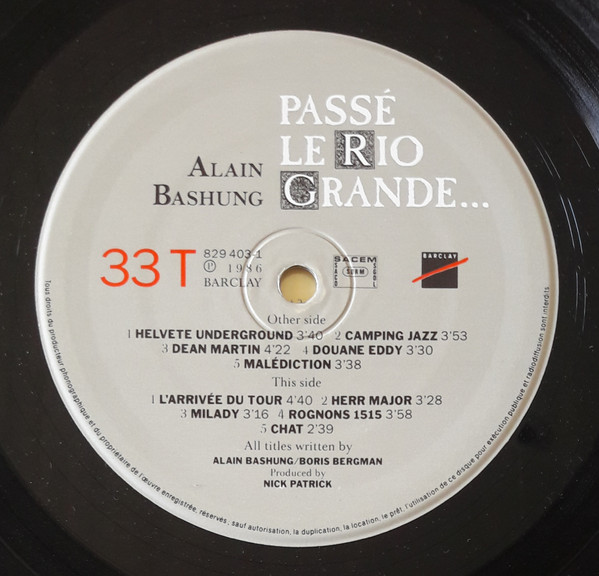 PASSÉ
LE RIO
GRANDE...
ALAIN
BASHUNG
33 T
829 403-1
Ⓟ 1986
BARCLAY
SACEM
BARCLAY
Other side
1 HELVETE UNDERGROUND 3'40 2 CAMPING JAZZ 3'53
3 DEAN MARTIN 4'22 4 DOUANE EDDY 3'30
5 MALÉDICTION 3'38
This side
1 L'ARRIVÉE DU TOUR 4'40 2 HERR MAJOR 3'28
3 MILADY 3'16 4 ROGNONS 1515 3'58
5 CHAT 2'39
All titles written by
ALAIN BASHUNG/BORIS BERGMAN
Produced by
NICK PATRICK
Tous droits du producteur phonographique et du propriétaire de l'œuvre enregistrée, réservés; sauf autorisation, la duplication, la location, le prêt, l'utilisation de ce disque pour exécution publique et radiodiffusion sont interdits.